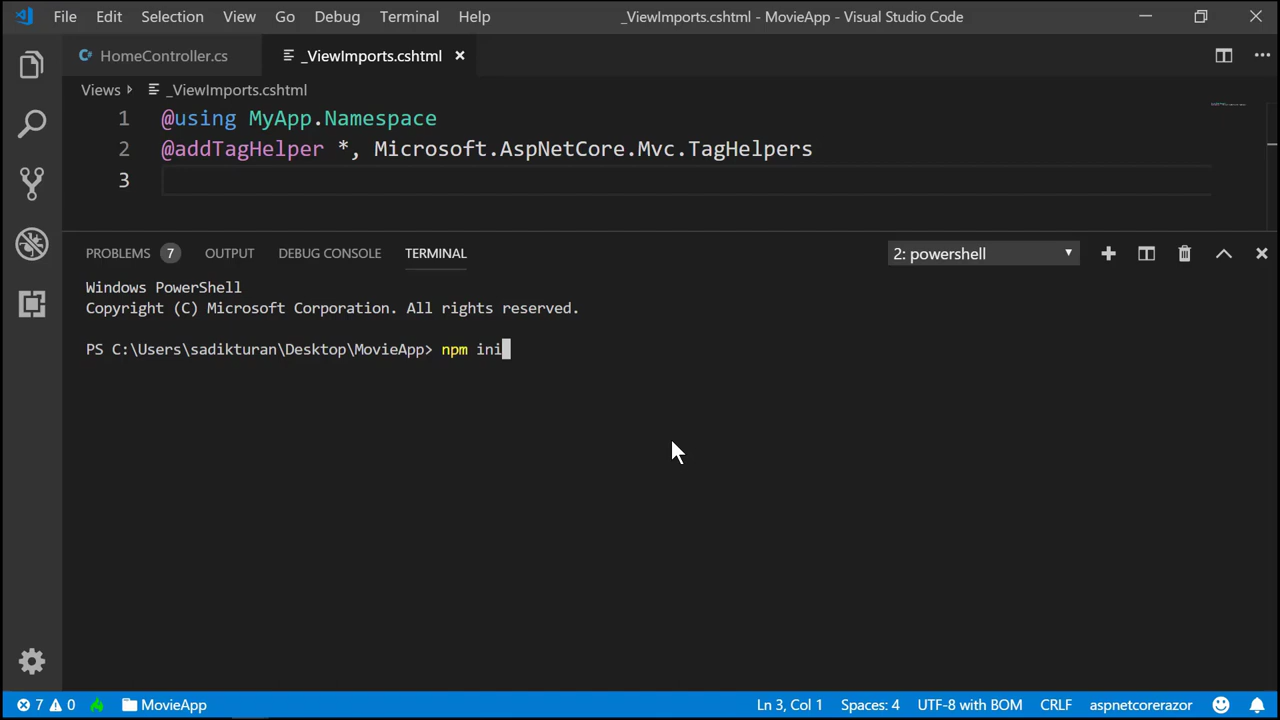 File Edit Selection View Go Debug Terminal Help _ViewImports.cshtml - MovieApp - Visual Studio Code
HomeController.cs _ViewImports.cshtml
Views _ViewImports.cshtml
1 @using MyApp.Namespace
2 @addTagHelper *, Microsoft.AspNetCore.Mvc.TagHelpers
3
PROBLEMS 7 OUTPUT DEBUG CONSOLE TERMINAL 2: powershell
Windows PowerShell
Copyright (C) Microsoft Corporation. All rights reserved.
PS C:\Users\sadikturan\Desktop\MovieApp> npm ini
7 0 MovieApp Ln 3, Col 1 Spaces: 4 UTF-8 with BOM CRLF aspnetcorerazor